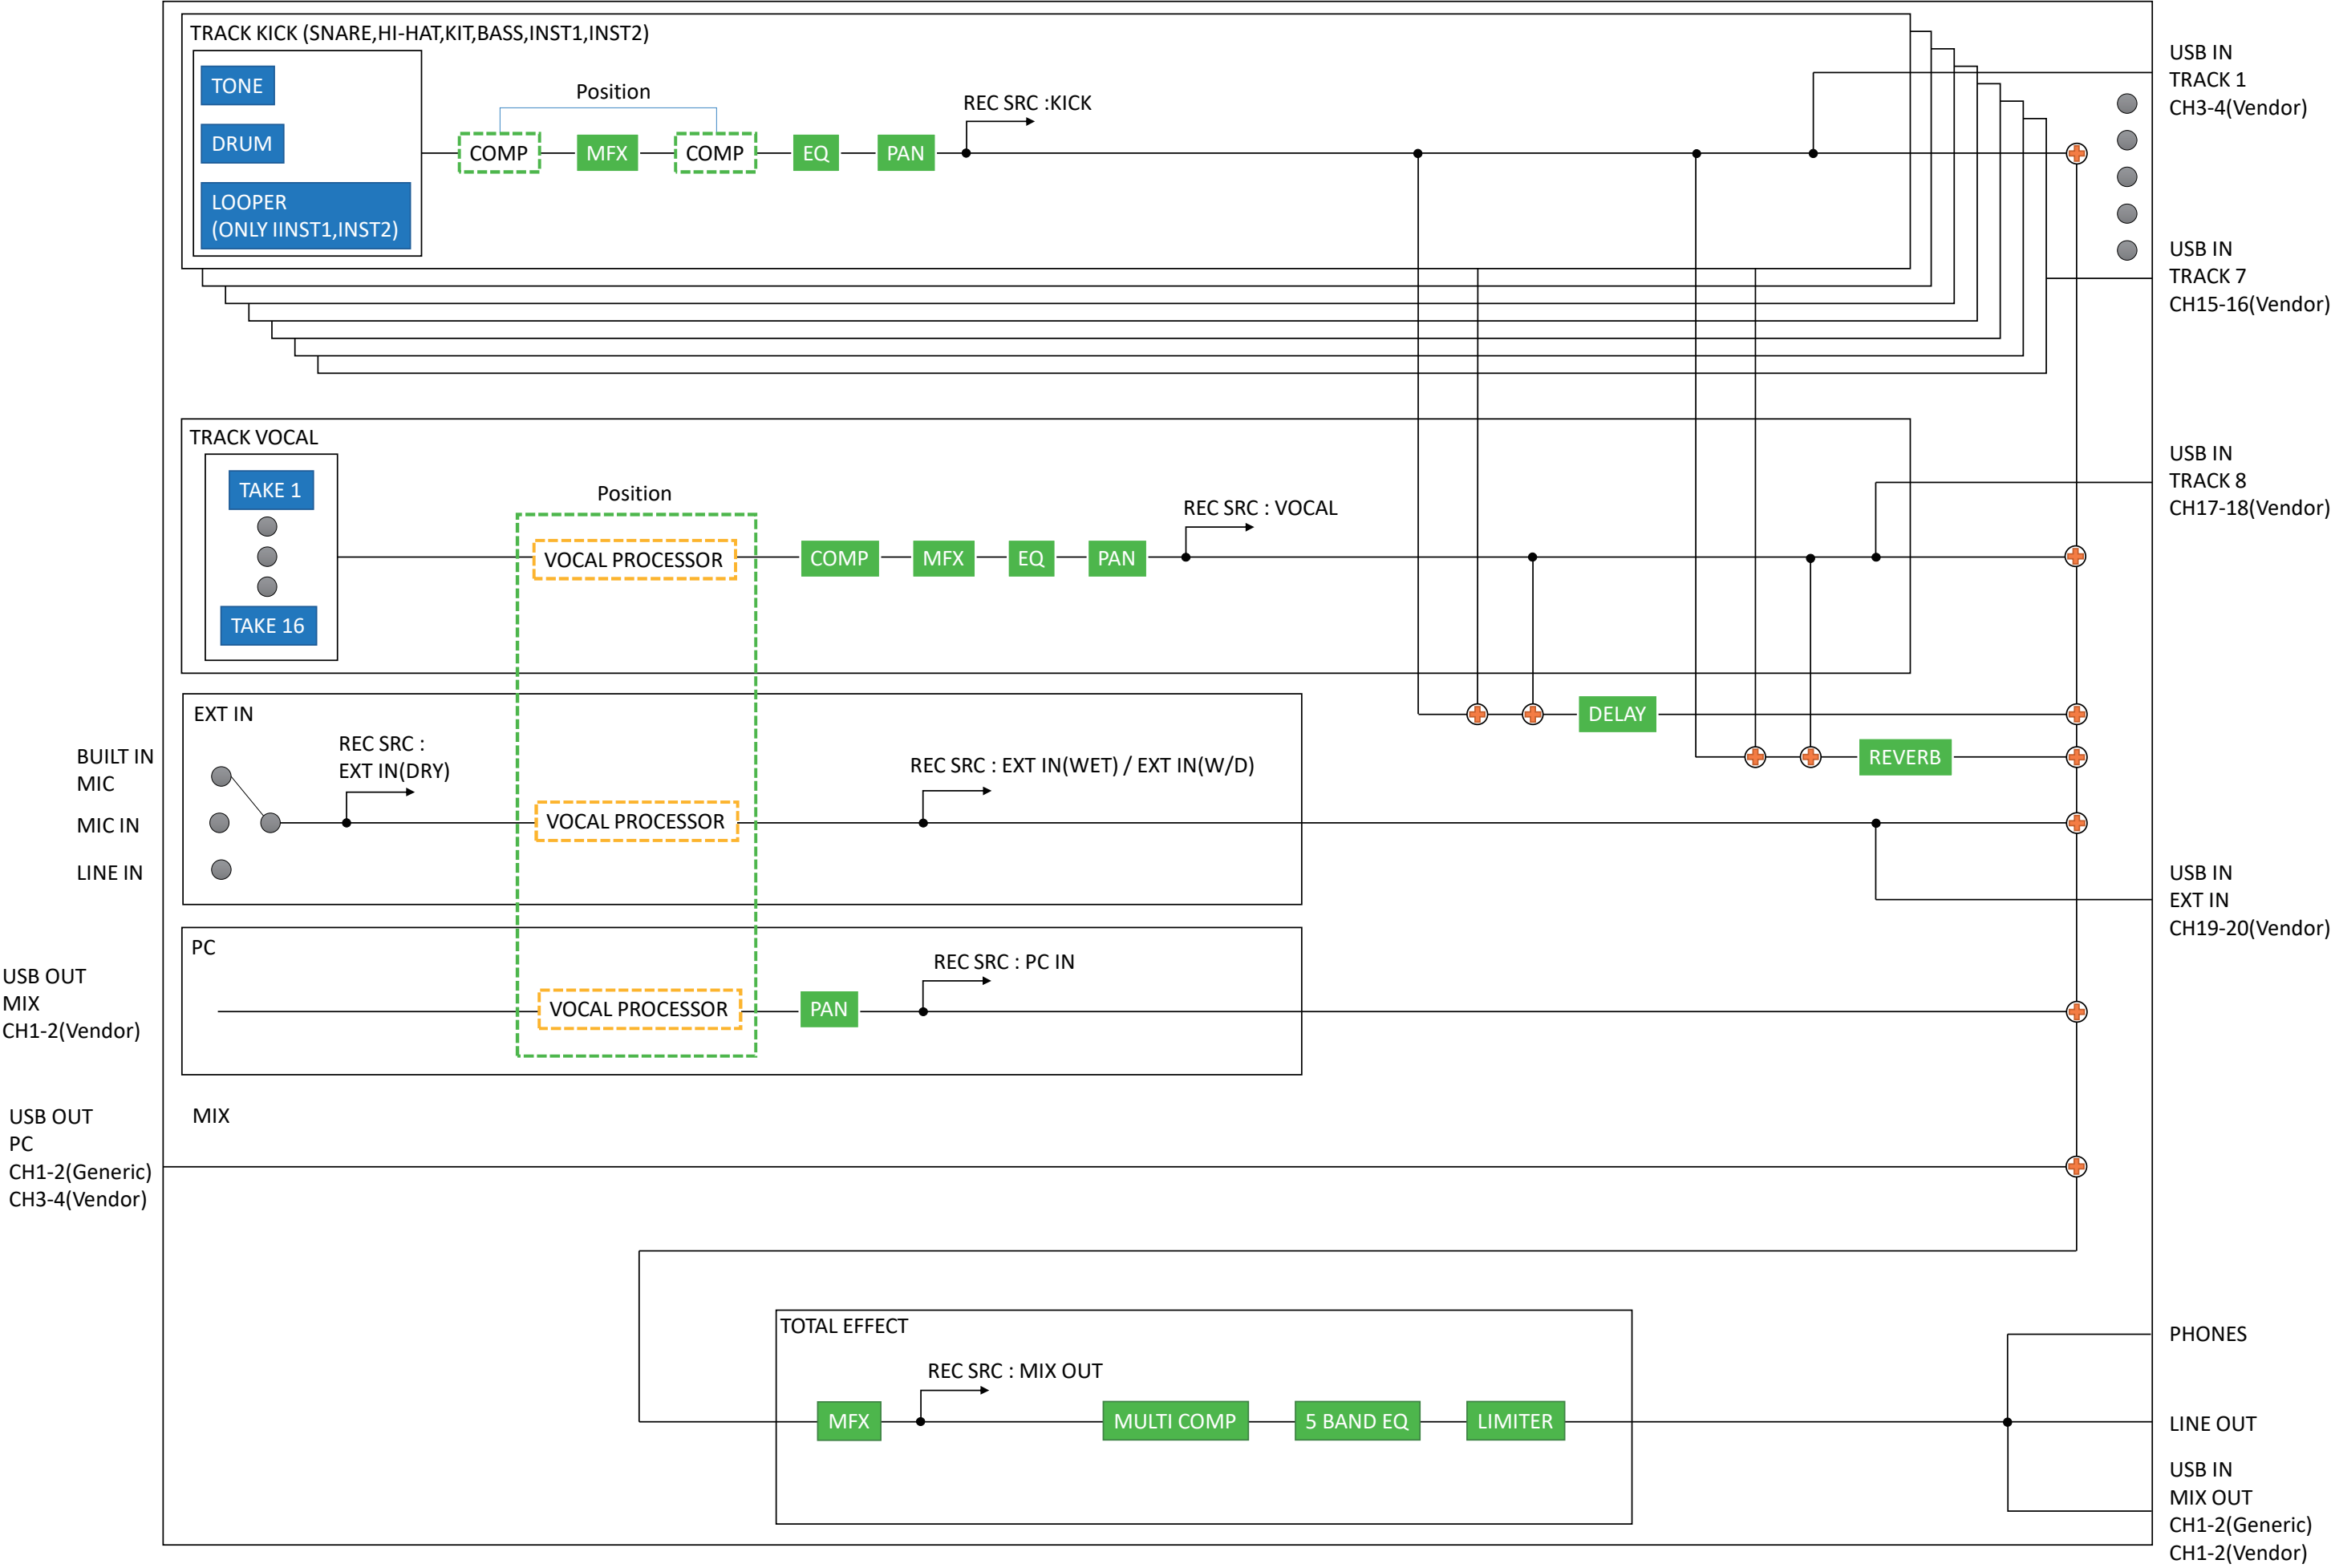 TRACK KICK (SNARE,HI-HAT,KIT,BASS,INST1,INST2)
TONE
DRUM
LOOPER
(ONLY IINST1,INST2)
Position
COMP
MFX
COMP
EQ
PAN
REC SRC :KICK
USB IN
TRACK 1
CH3-4(Vendor)
USB IN
TRACK 7
CH15-16(Vendor)
TRACK VOCAL
TAKE 1
TAKE 16
Position
VOCAL PROCESSOR
COMP
MFX
EQ
PAN
REC SRC : VOCAL
USB IN
TRACK 8
CH17-18(Vendor)
DELAY
REVERB
EXT IN
BUILT IN
MIC
MIC IN
LINE IN
REC SRC :
EXT IN(DRY)
VOCAL PROCESSOR
REC SRC : EXT IN(WET) / EXT IN(W/D)
USB IN
EXT IN
CH19-20(Vendor)
PC
USB OUT
MIX
CH1-2(Vendor)
VOCAL PROCESSOR
PAN
REC SRC : PC IN
MIX
USB OUT
PC
CH1-2(Generic)
CH3-4(Vendor)
TOTAL EFFECT
MFX
REC SRC : MIX OUT
MULTI COMP
5 BAND EQ
LIMITER
PHONES
LINE OUT
USB IN
MIX OUT
CH1-2(Generic)
CH1-2(Vendor)